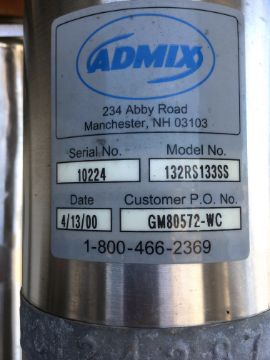 ADMIX
234 Abby Road
Manchester, NH 03103
Serial No. Model No.
10224 132RS133SS
Date Customer P.O. No.
4/13/00 GM80572-WC
1-800-466-2369